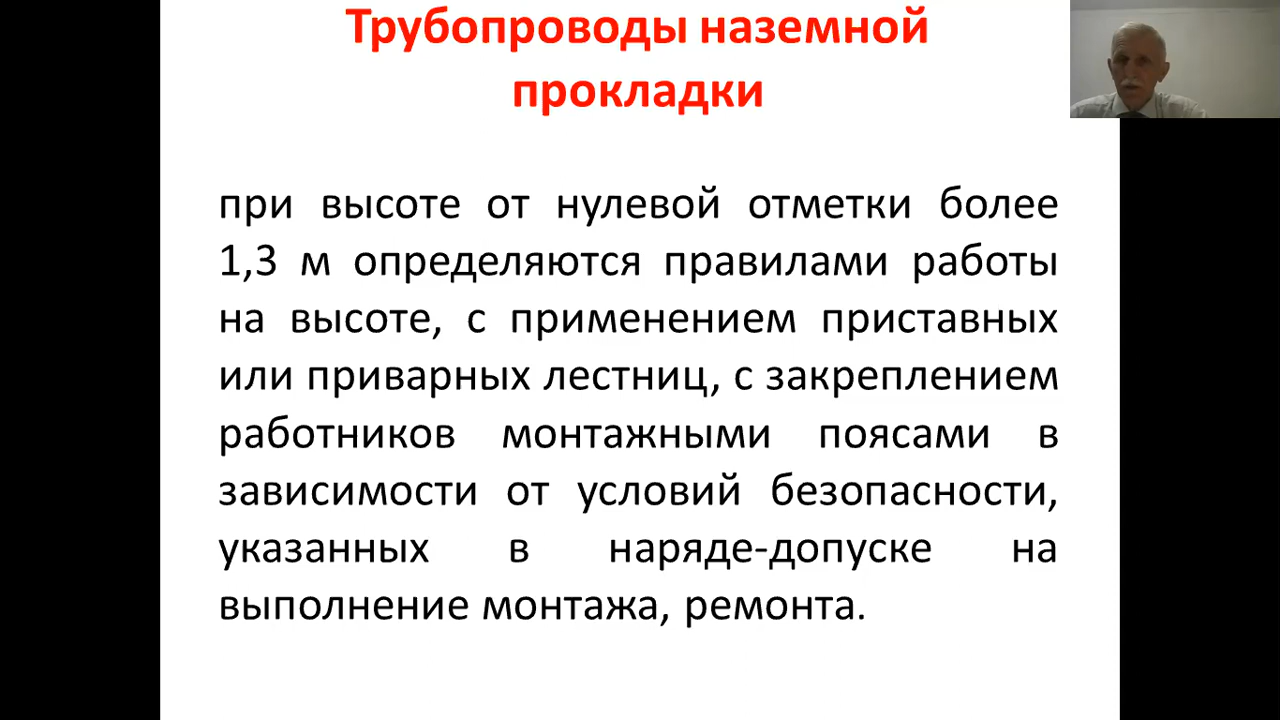 Трубопроводы наземной
прокладки
при высоте от нулевой отметки более
1,3 м определяются правилами работы
на высоте, с применением приставных
или приварных лестниц, с закреплением
работников монтажными поясами в
зависимости от условий безопасности,
указанных в наряде-допуске на
выполнение монтажа, ремонта.